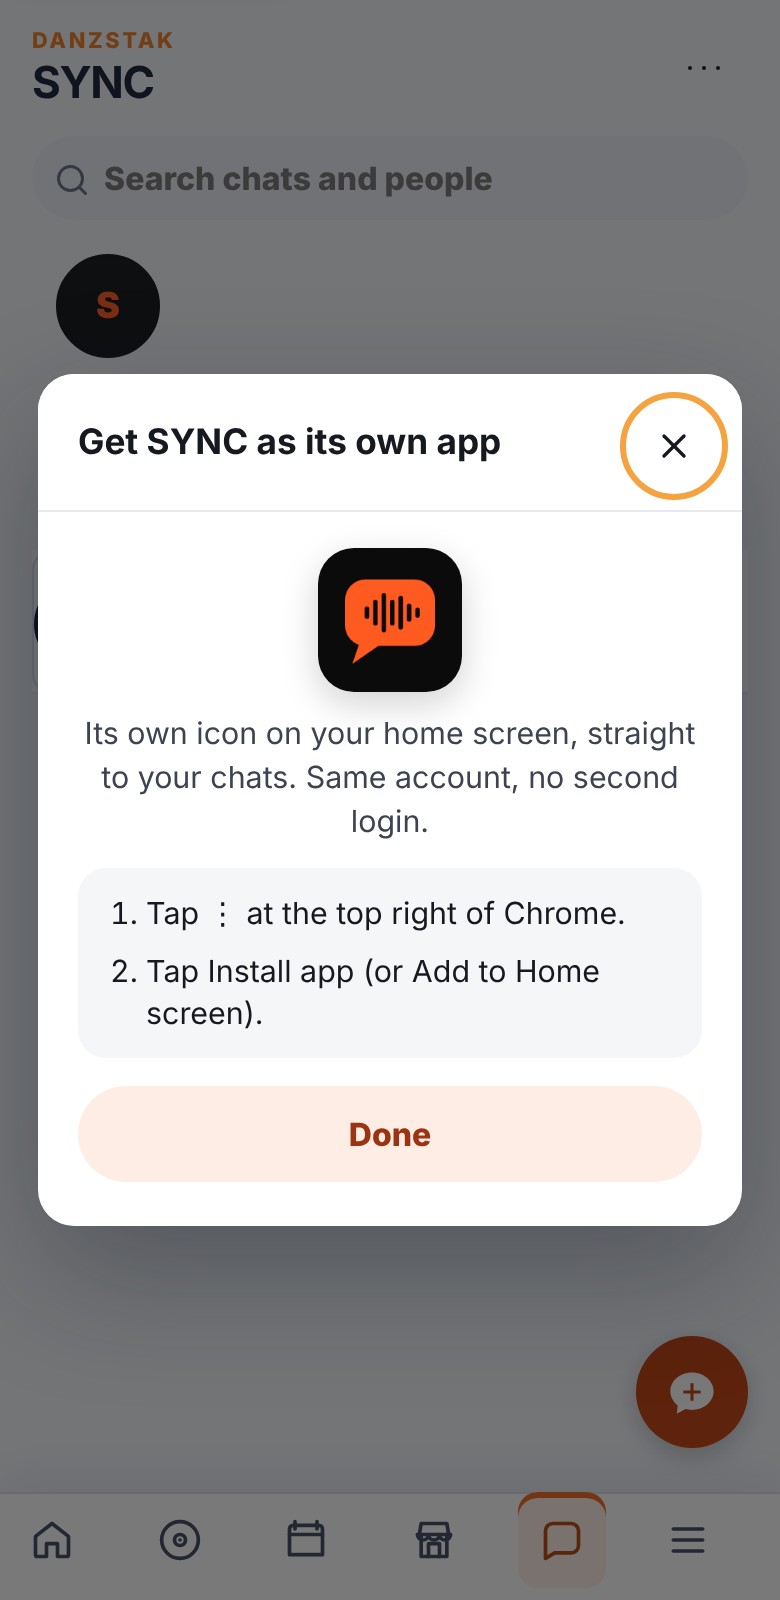 DANZSTAK
SYNC
...
Search chats and people
S
Get SYNC as its own app
Its own icon on your home screen, straight
to your chats. Same account, no second
login.
1. Tap ⋮ at the top right of Chrome.
2. Tap Install app (or Add to Home
screen).
Done